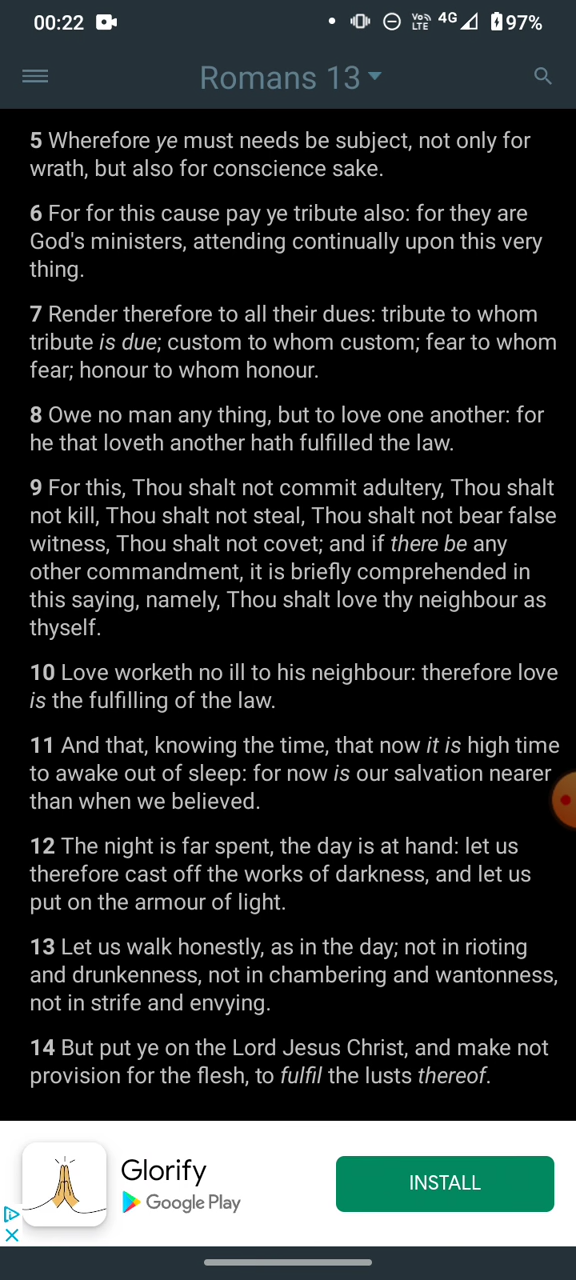 00:22
Vo LTE 4G 97%
Romans 13
5 Wherefore ye must needs be subject, not only for
wrath, but also for conscience sake.
6 For for this cause pay ye tribute also: for they are
God's ministers, attending continually upon this very
thing.
7 Render therefore to all their dues: tribute to whom
tribute is due; custom to whom custom; fear to whom
fear; honour to whom honour.
8 Owe no man any thing, but to love one another: for
he that loveth another hath fulfilled the law.
9 For this, Thou shalt not commit adultery, Thou shalt
not kill, Thou shalt not steal, Thou shalt not bear false
witness, Thou shalt not covet; and if there be any
other commandment, it is briefly comprehended in
this saying, namely, Thou shalt love thy neighbour as
thyself.
10 Love worketh no ill to his neighbour: therefore love
is the fulfilling of the law.
11 And that, knowing the time, that now it is high time
to awake out of sleep: for now is our salvation nearer
than when we believed.
12 The night is far spent, the day is at hand: let us
therefore cast off the works of darkness, and let us
put on the armour of light.
13 Let us walk honestly, as in the day; not in rioting
and drunkenness, not in chambering and wantonness,
not in strife and envying.
14 But put ye on the Lord Jesus Christ, and make not
provision for the flesh, to fulfil the lusts thereof.
Glorify
Google Play
INSTALL